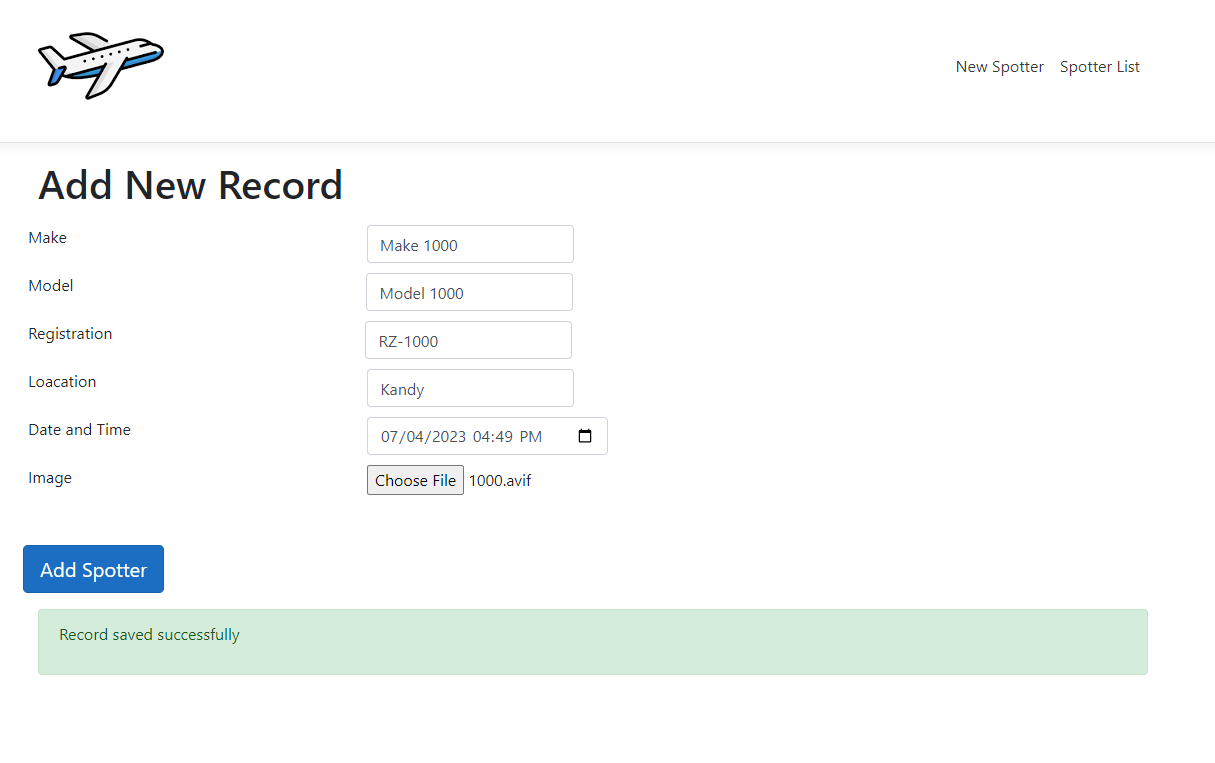 New Spotter Spotter List
Add New Record
Make Make 1000
Model Model 1000
Registration RZ-1000
Loacation Kandy
Date and Time 07/04/2023 04:49 PM
Image Choose File 1000.avif
Add Spotter
Record saved successfully